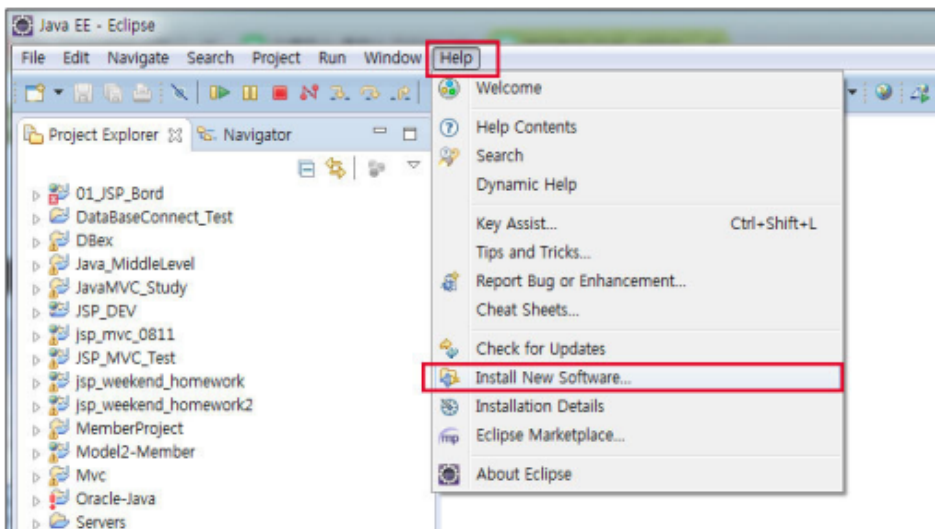 Java EE - Eclipse
File Edit Navigate Search Project Run Window Help
Project Explorer Navigator
01_JSP_Bord
DataBaseConnect_Test
DBex
Java_MiddleLevel
JavaMVC_Study
JSP_DEV
jsp_mvc_0811
JSP_MVC_Test
jsp_weekend_homework
jsp_weekend_homework2
MemberProject
Model2-Member
Mvc
Oracle-Java
Servers
Welcome
Help Contents
Search
Dynamic Help
Key Assist... Ctrl+Shift+L
Tips and Tricks...
Report Bug or Enhancement...
Cheat Sheets...
Check for Updates
Install New Software...
Installation Details
mp Eclipse Marketplace...
About Eclipse